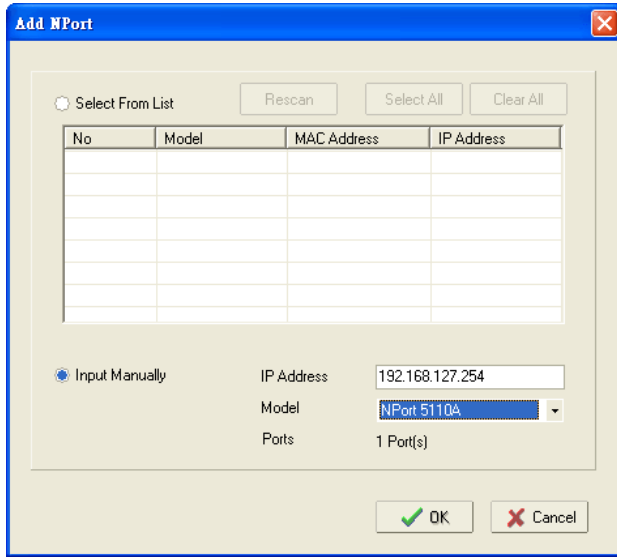 Add NPort
Select From List Rescan Select All Clear All
No Model MAC Address IP Address
Input Manually IP Address 192.168.127.254
Model NPort 5110A
Ports 1 Port(s)
OK Cancel